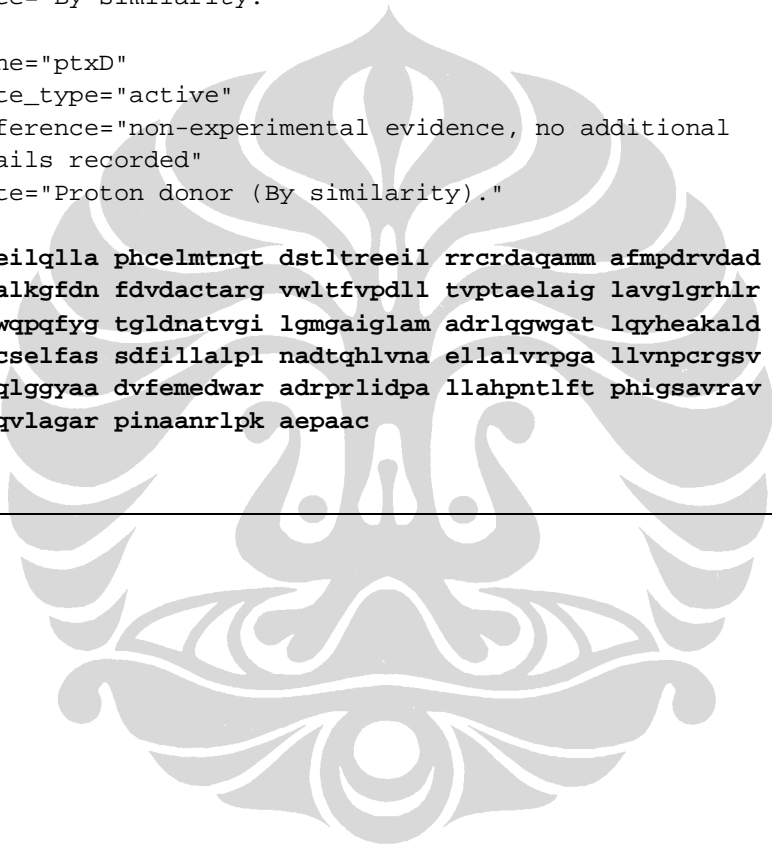 te="By similarity.
ne="ptxD"
te_type="active"
ference="non-experimental evidence, no additional
ails recorded"
te="Proton donor (By similarity)."
eilqlla phcelmtnqt dstltreeil rrcrdaqamm afmpdrvdad
alkgfdn fdvdactarg vwltfvpdll tvptaelaig lavglgrhlr
wqpqfyg tgldnatvgi lgmgaiglam adrlqgwgat lqyheakald
cselfas sdfillalpl nadtqhlvna ellalvrpga llvnpcrgsv
qlggyaa dvfemedwar adrprlidpa llahpntlft phigsavrav
qvlagar pinaanrlpk aepaac